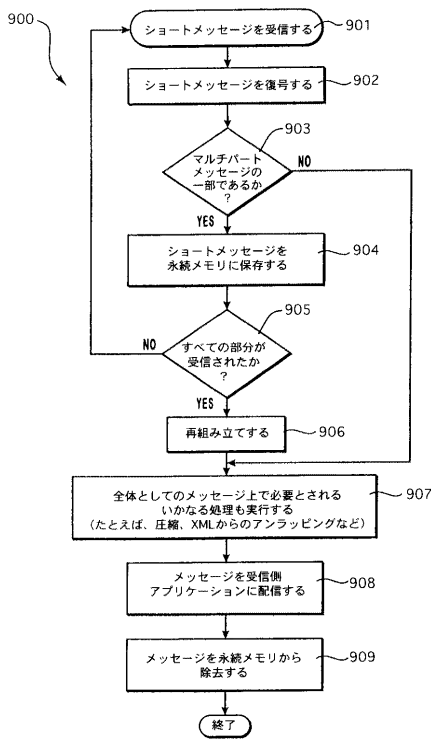 900
ショートメッセージを受信する
901
ショートメッセージを復号する
902
マルチパート
メッセージの
一部であるか
?
903
NO
YES
ショートメッセージを
永続メモリに保存する
904
すべての部分が
受信されたか
?
905
NO
YES
再組み立てする
906
全体としてのメッセージ上で必要とされる
いかなる処理も実行する
(たとえば、圧縮、XMLからのアンラッピングなど)
907
メッセージを受信側
アプリケーションに配信する
908
メッセージを永続メモリから
除去する
909
終了